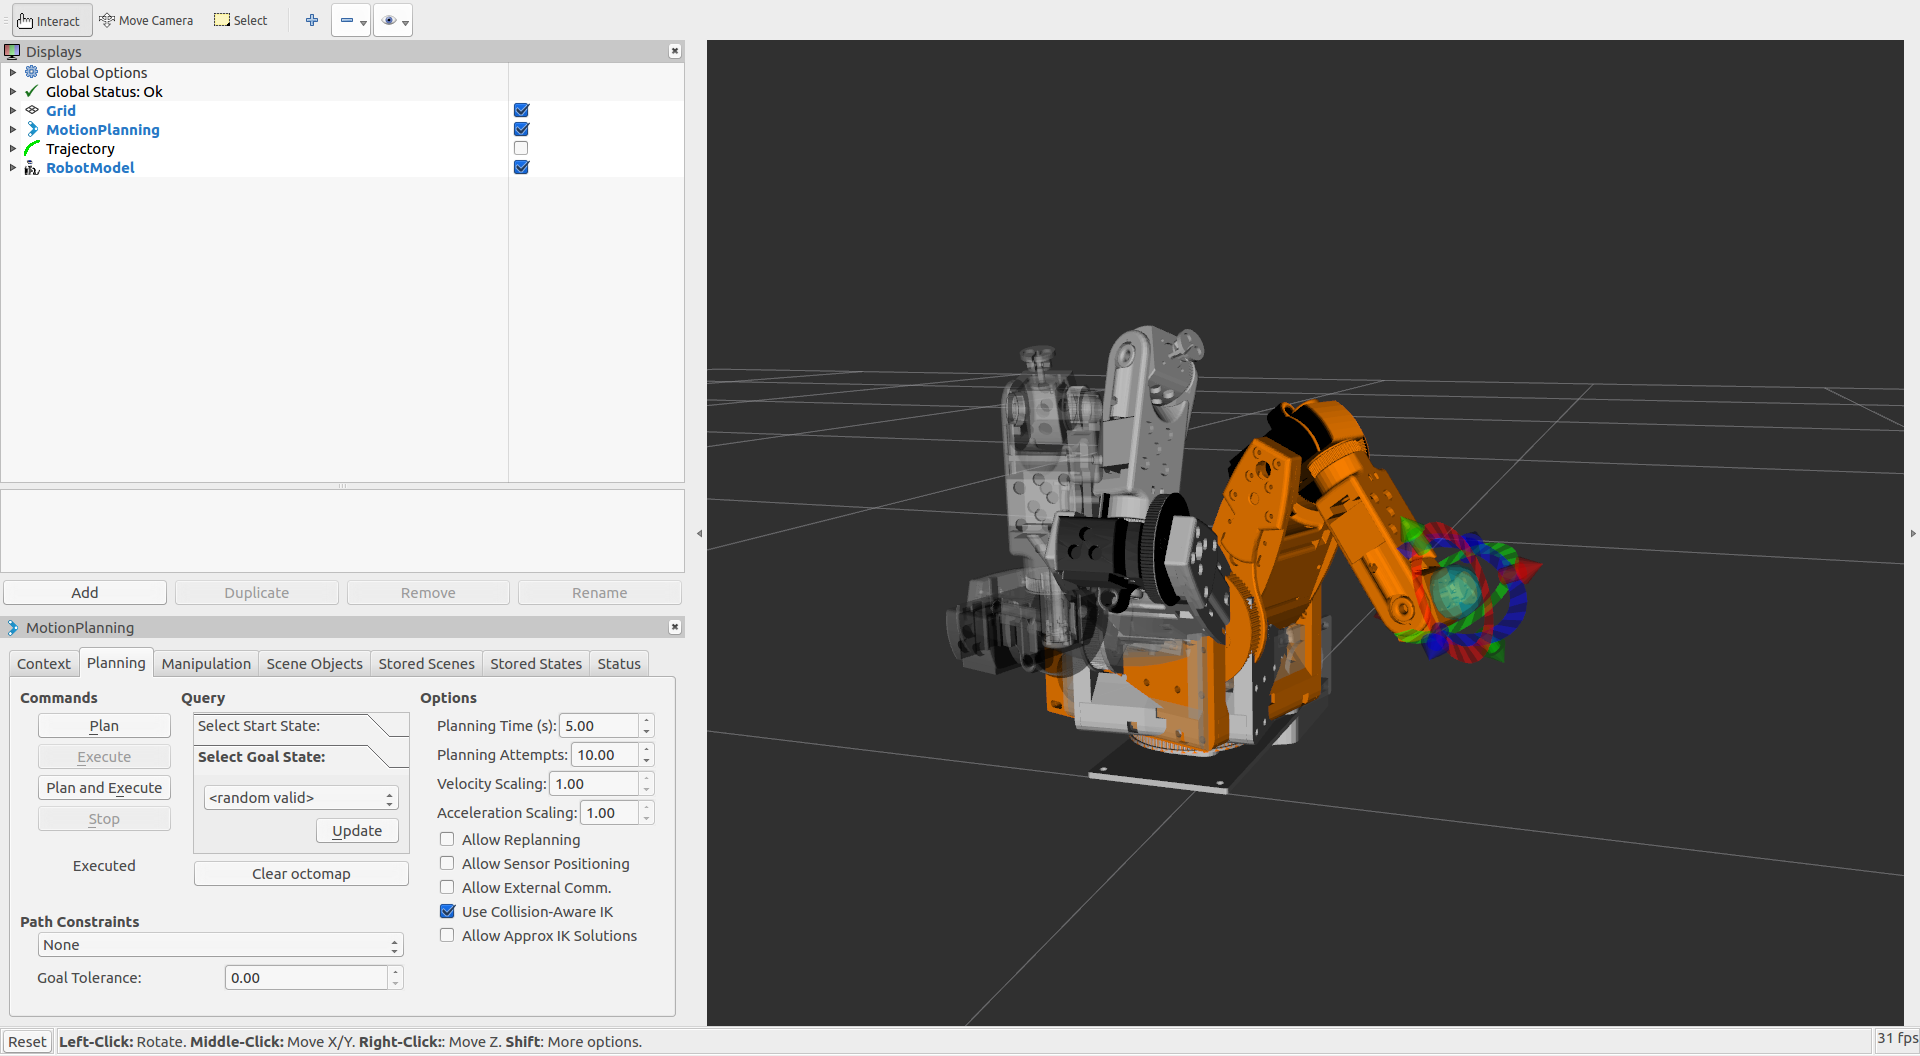 Interact Move Camera Select
Displays
Global Options
Global Status: Ok
Grid
MotionPlanning
Trajectory
RobotModel
Add Duplicate Remove Rename
MotionPlanning
Context Planning Manipulation Scene Objects Stored Scenes Stored States Status
Commands Query Options
Plan Select Start State: Planning Time (s): 5.00
Execute Select Goal State: Planning Attempts: 10.00
Plan and Execute <random valid> Velocity Scaling: 1.00
Stop Update Acceleration Scaling: 1.00
Allow Replanning
Executed Clear octomap Allow Sensor Positioning
Allow External Comm.
Path Constraints Use Collision-Aware IK
None Allow Approx IK Solutions
Goal Tolerance: 0.00
Reset Left-Click: Rotate. Middle-Click: Move X/Y. Right-Click:: Move Z. Shift: More options. 31 fps